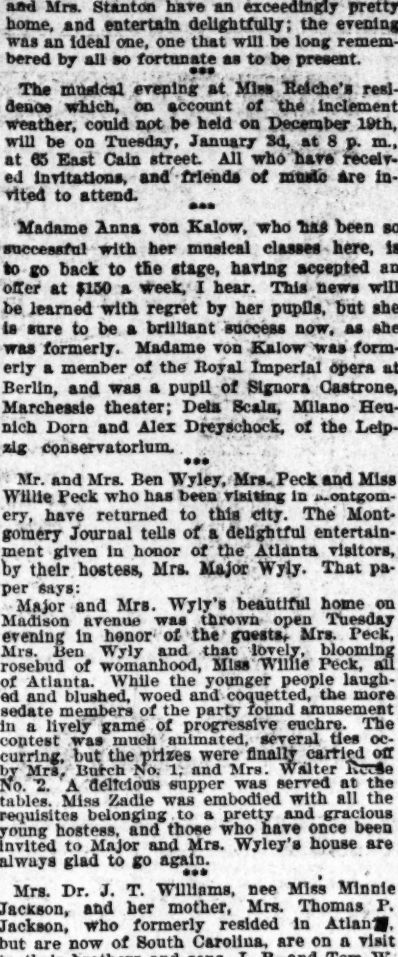 and Mrs. Stanton have an exceedingly pretty
home, and entertain delightfully; the evening
was an ideal one, one that will be long remem-
bered by all so fortunate as to be present.
***
The musical evening at Miss Reiche's resi-
dence which, on account of the inclement
weather, could not be held on December 19th,
will be on Tuesday, January 3d, at 8 p. m.,
at 65 East Cain street. All who have receiv-
ed invitations, and friends of music are in-
vited to attend.
***
Madame Anna von Kalow, who has been so
successful with her musical classes here, is
to go back to the stage, having accepted an
offer at $150 a week, I hear. This news will
be learned with regret by her pupils, but she
is sure to be a brilliant success now, as she
was formerly. Madame von Kalow was form-
erly a member of the Royal Imperial opera at
Berlin, and was a pupil of Signora Castrone,
Marchessie theater; Dela Scala, Milano Heu-
nich Dorn and Alex Dreyschock, of the Leip-
zig conservatorium.
***
Mr. and Mrs. Ben Wyley, Mrs. Peck and Miss
Willie Peck who has been visiting in Montgom-
ery, have returned to this city. The Mont-
gomery Journal tells of a delightful entertain-
ment given in honor of the Atlanta visitors,
by their hostess, Mrs. Major Wyly. That pa-
per says:
Major and Mrs. Wyly's beautiful home on
Madison avenue was thrown open Tuesday
evening in honor of the guests, Mrs. Peck,
Mrs. Ben Wyly and that lovely, blooming
rosebud of womanhood, Miss Willie Peck, all
of Atlanta. While the younger people laugh-
ed and blushed, woed and coquetted, the more
sedate members of the party found amusement
in a lively game of progressive euchre. The
contest was much animated, several ties oc-
curring, but the prizes were finally carried off
by Mrs. Burch No. 1, and Mrs. Walter
No. 2. A delicious supper was served at the
tables. Miss Zadie was embodied with all the
requisites belonging to a pretty and gracious
young hostess, and those who have once been
invited to Major and Mrs. Wyley's house are
always glad to go again.
***
Mrs. Dr. J. T. Williams, nee Miss Minnie
Jackson, and her mother, Mrs. Thomas P.
Jackson, who formerly resided in Atlanta,
but are now of South Carolina, are on a visit